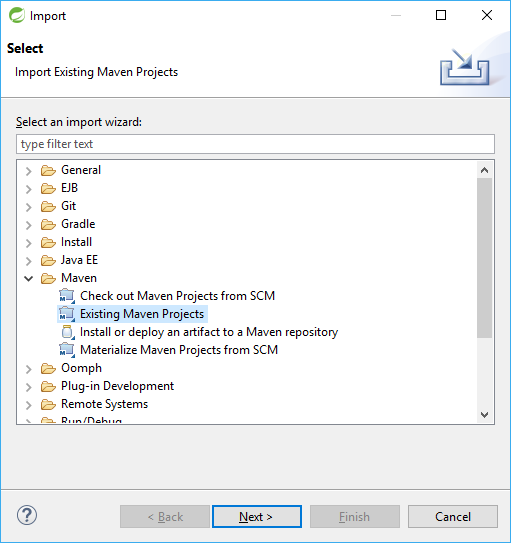 Import
Select
Import Existing Maven Projects
Select an import wizard:
type filter text
General
EJB
Git
Gradle
Install
Java EE
Maven
Check out Maven Projects from SCM
Existing Maven Projects
Install or deploy an artifact to a Maven repository
Materialize Maven Projects from SCM
Oomph
Plug-in Development
Remote Systems
Run/Debug
< Back
Next >
Finish
Cancel